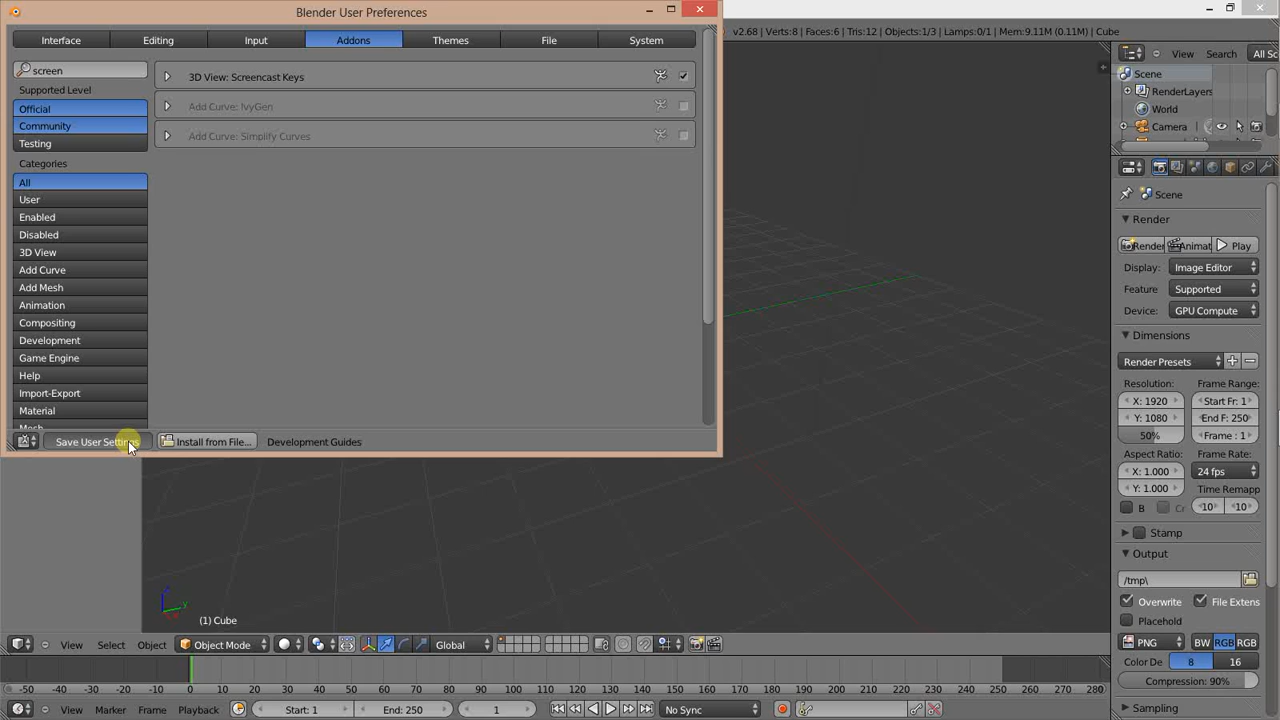 Blender User Preferences
Interface
Editing
Input
Addons
Themes
File
System
screen
Supported Level
Official
Community
Testing
Categories
All
User
Enabled
Disabled
3D View
Add Curve
Add Mesh
Animation
Compositing
Development
Game Engine
Help
Import-Export
Material
3D View: Screencast Keys
Add Curve: IvyGen
Add Curve: Simplify Curves
Save User Settings
Install from File...
Development Guides
v2.68 | Verts:8 | Faces:6 | Tris:12 | Objects:1/3 | Lamps:0/1 | Mem:9.11M (0.11M) | Cube
View
Search
All Sc
Scene
RenderLayers
World
Camera
Scene
Render
Render
Animat
Play
Display:
Image Editor
Feature
Supported
Device:
GPU Compute
Dimensions
Render Presets
Resolution:
Frame Range:
X: 1920
Start Fr: 1
Y: 1080
End F: 250
50%
Frame : 1
Aspect Ratio:
Frame Rate:
X: 1.000
24 fps
Y: 1.000
Time Remapp
B
Cr
10
10
Stamp
Output
/tmp\
Overwrite
File Extens
Placehold
PNG
BW
RGB
RGB
Color De
8
16
Compression: 90%
Sampling
z
y
(1) Cube
View
Select
Object
Object Mode
Global
-50 -40 -30 -20 -10 0 10 20 30 40 50 60 70 80 90 100 110 120 130 140 150 160 170 180 190 200 210 220 230 240 250 260 270 280
View
Marker
Frame
Playback
Start: 1
End: 250
1
No Sync